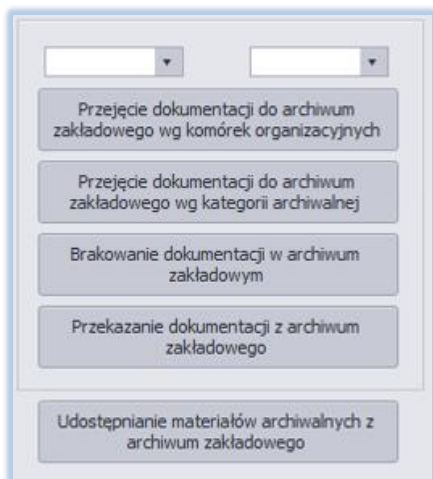 Przejęcie dokumentacji do archiwum
zakładowego wg komórek organizacyjnych
Przejęcie dokumentacji do archiwum
zakładowego wg kategorii archiwalnej
Brakowanie dokumentacji w archiwum
zakładowym
Przekazanie dokumentacji z archiwum
zakładowego
Udostępnianie materiałów archiwalnych z
archiwum zakładowego